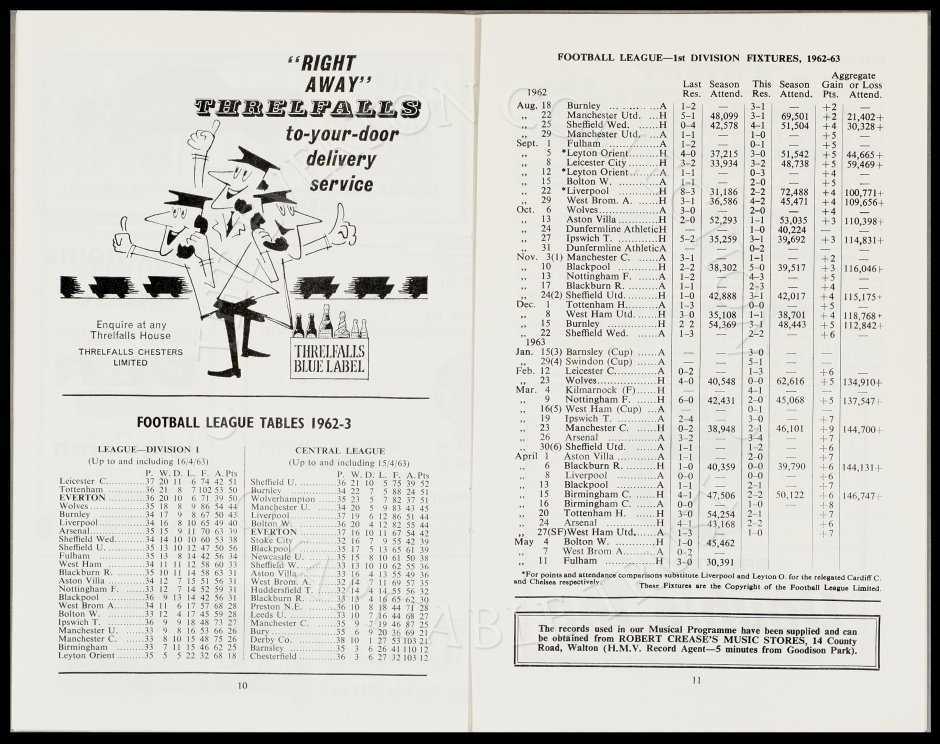 "RIGHT
AWAY"
THRELFALLS
to-your-door
delivery
service
Enquire at any
Threlfalls House
THRELFALLS CHESTERS
LIMITED
THRELFALLS
BLUE LABEL
FOOTBALL LEAGUE TABLES 1962-3
LEAGUE—DIVISION 1
(Up to and including 16/4/63)
P. W. D. L. F. A. Pts
Leicester C. 37 20 11 6 74 42 51
Tottenham 36 21 8 7 102 53 50
EVERTON 36 20 10 6 71 39 50
Wolves 35 18 8 9 86 54 44
Burnley 34 17 9 8 67 50 43
Liverpool 34 16 8 10 65 49 40
Arsenal 35 15 9 11 70 63 39
Sheffield Wed. 34 14 10 10 60 53 38
Sheffield U. 35 13 10 12 47 50 36
Fulham 35 13 8 14 42 56 34
West Ham 34 11 11 12 58 60 33
Blackburn R. 35 10 11 14 58 63 31
Aston Villa 34 12 7 15 51 56 31
Nottingham F. 33 12 7 14 52 59 31
Blackpool 36 9 13 14 42 56 31
West Brom A. 34 11 6 17 57 68 28
Bolton W. 33 12 4 17 45 59 28
Ipswich T. 36 9 9 18 48 73 27
Manchester U. 33 9 8 16 53 66 26
Manchester C. 33 8 10 15 48 75 26
Birmingham 33 7 11 15 46 62 25
Leyton Orient 35 5 5 22 32 68 18
CENTRAL LEAGUE
(Up to and including 15/4/63)
P. W. D. L. F. A. Pts
Sheffield U. 36 21 10 5 75 39 52
Burnley 34 22 7 5 88 24 51
Wolverhampton 35 23 5 7 82 37 51
Manchester U. 34 20 5 9 83 43 45
Liverpool 37 19 6 12 86 51 44
Bolton W. 36 20 4 12 82 55 44
EVERTON 37 16 10 11 67 54 42
Stoke City 32 16 7 9 55 42 39
Blackpool 35 17 5 13 65 61 39
Newcastle U. 35 15 8 10 61 50 38
Sheffield W. 33 13 10 10 62 55 36
Aston Villa 33 16 4 13 55 49 36
West Brom. A. 32 14 7 11 69 57 35
Huddersfield T. 32 14 4 14 55 56 32
Blackburn R. 33 13 4 16 65 62 30
Preston N.E. 36 10 8 18 44 71 28
Leeds U. 33 10 7 16 44 68 27
Manchester C. 35 9 7 19 46 87 25
Bury 35 6 9 20 36 69 21
Derby Co. 38 10 1 27 53 103 21
Barnsley 35 3 6 26 41 110 12
Chesterfield 36 3 6 27 32 103 12
10
FOOTBALL LEAGUE—1st DIVISION FIXTURES, 1962-63
Aggregate
Last Season This Season Gain or Loss
1962 Res. Attend. Res. Attend. Pts. Attend.
Aug. 18 Burnley A 1–2 — 3–1 — +2 —
,, 22 Manchester Utd. H 5–1 48,099 3–1 69,501 +2 21,402+
,, 25 Sheffield Wed. H 0–4 42,578 4–1 51,504 +4 30,328+
,, 29 Manchester Utd. A 1–1 — 1–0 — +5 —
Sept. 1 Fulham A 1–2 — 0–1 — +5 —
,, 5 *Leyton Orient H 4–0 37,215 3–0 51,542 +5 44,665+
,, 8 Leicester City H 3–2 33,934 3–2 48,738 +5 59,469+
,, 12 *Leyton Orient A 1–1 — 0–3 — +4 —
,, 15 Bolton W. A 1–1 — 2–0 — +5 —
,, 22 *Liverpool H 8–3 31,186 2–2 72,488 +4 100,771+
,, 29 West Brom. A. H 3–1 36,586 4–2 45,471 +4 109,656+
Oct. 6 Wolves A 3–0 — 2–0 — +4 —
,, 13 Aston Villa H 2–0 52,293 1–1 53,035 +3 110,398+
,, 24 Dunfermline Athletic H — — 1–0 40,224 — —
,, 27 Ipswich T. H 5–2 35,259 3–1 39,692 +3 114,831+
,, 31 Dunfermline Athletic A — — 0–2 — — —
Nov. 3(1) Manchester C. A 3–1 — 1–1 — +2 —
,, 10 Blackpool H 2–2 38,302 5–0 39,517 +3 116,046+
,, 13 Nottingham F. A 1–2 — 4–3 — +5 —
,, 17 Blackburn R. A 1–1 — 2–3 — +4 —
,, 24(2) Sheffield Utd. H 1–0 42,888 3–1 42,017 +4 115,175+
Dec. 1 Tottenham H. A 1–3 — 0–0 — +5 —
,, 8 West Ham Utd. H 3–0 35,108 1–1 38,701 +4 118,768+
,, 15 Burnley H 2 2 54,369 3–1 48,443 +5 112,842+
,, 22 Sheffield Wed. A 1–3 — 2–2 — +6 —
1963
Jan. 15(3) Barnsley (Cup) A — — 3–0 — — —
,, 29(4) Swindon (Cup) A — — 5–1 — — —
Feb. 12 Leicester C. A 0–2 — 1–3 — +6 —
,, 23 Wolves H 4–0 40,548 0–0 62,616 +5 134,910+
Mar. 4 Kilmarnock (F) H — — 4–1 — — —
,, 9 Nottingham F. H 6–0 42,431 2–0 45,068 +5 137,547+
,, 16(5) West Ham (Cup) A — — 0–1 — — —
,, 19 Ipswich T. A 2–4 — 3–0 — +7 —
,, 23 Manchester C. H 0–2 38,948 2–1 46,101 +9 144,700+
,, 26 Arsenal A 3–2 — 3–4 — +7
,, 30(6) Sheffield Utd. A 1–1 — 1–2 — +6
April 1 Aston Villa A 1–1 — 2–0 — +7
,, 6 Blackburn R. H 1–0 40,359 0–0 39,790 +6 144,131+
,, 8 Liverpool A 0–0 — 0–0 — +6
,, 13 Blackpool A 1–1 — 2–1 — +7
,, 15 Birmingham C. H 4–1 47,506 2–2 50,122 +6 146,747+
,, 16 Birmingham C. A 0–0 — 1–0 — +8
,, 20 Tottenham H. H 3–0 54,254 2–1 +7
,, 24 Arsenal H 4–1 43,168 2–2 +6
,, 27(SF) West Ham Utd. A 1–3 — 1–0 +7
May 4 Bolton W. H 1–0 45,462
,, 7 West Brom A. A 0–2 —
,, 11 Fulham H 3–0 30,391
*For points and attendance comparisons substitute Liverpool and Leyton O. for the relegated Cardiff C.
and Chelsea respectively.
These Fixtures are the Copyright of the Football League Limited.
The records used in our Musical Programme have been supplied and can
be obtained from ROBERT CREASE'S MUSIC STORES, 14 County
Road, Walton (H.M.V. Record Agent—5 minutes from Goodison Park).
11